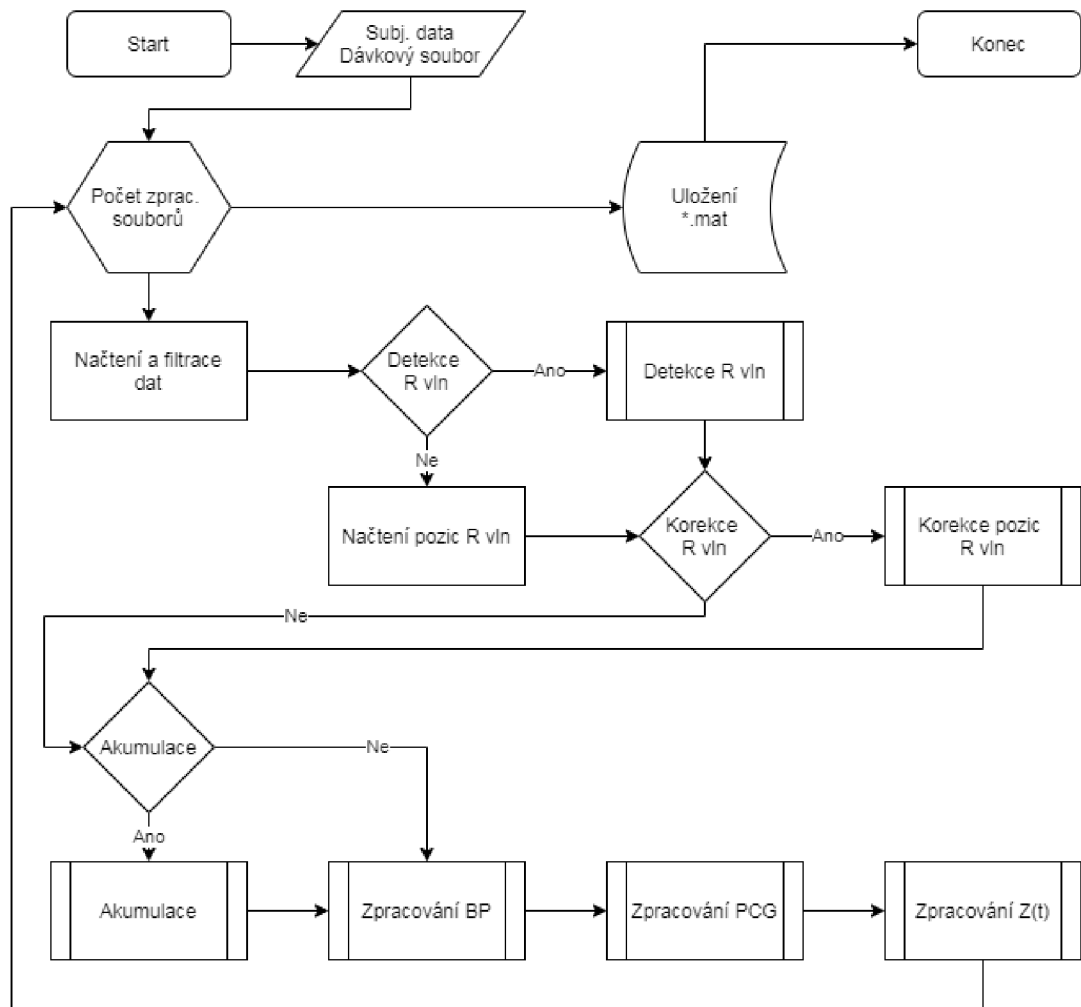 Start
Subj. data
Dávkový soubor
Konec
Počet zprac.
souborů
Uložení
*.mat
Načtení a filtrace
dat
Detekce
R vln
Ano
Detekce R vln
Ne
Načtení pozic R vln
Korekce
R vln
Ano
Korekce pozic
R vln
Ne
Akumulace
Ne
Ano
Akumulace
Zpracování BP
Zpracování PCG
Zpracování Z(t)